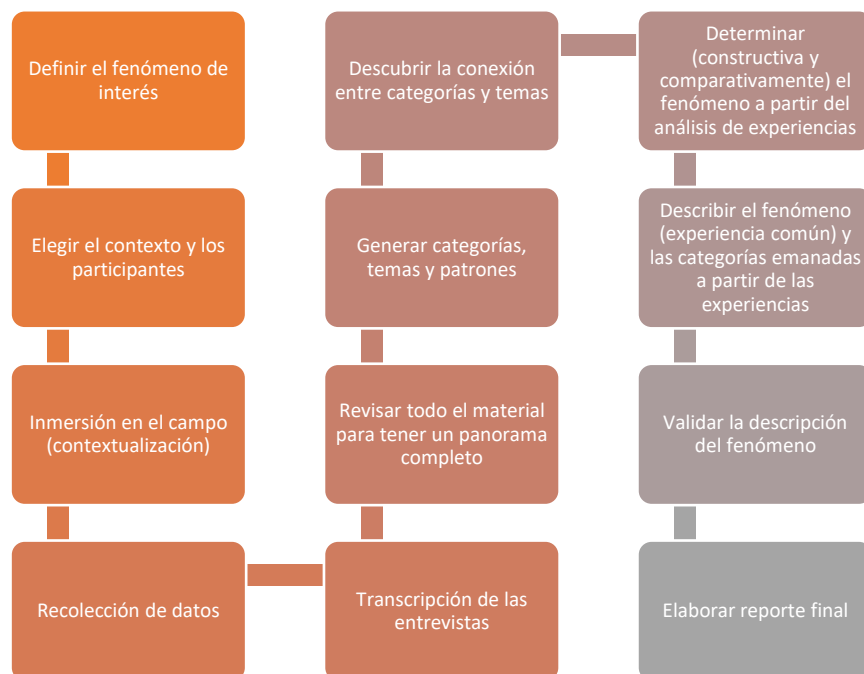 Definir el fenómeno de
interés
Elegir el contexto y los
participantes
Inmersión en el campo
(contextualización)
Recolección de datos
Transcripción de las
entrevistas
Revisar todo el material
para tener un panorama
completo
Generar categorías,
temas y patrones
Descubrir la conexión
entre categorías y temas
Determinar
(constructiva y
comparativamente) el
fenómeno a partir del
análisis de experiencias
Describir el fenómeno
(experiencia común) y
las categorías emanadas
a partir de las
experiencias
Validar la descripción
del fenómeno
Elaborar reporte final